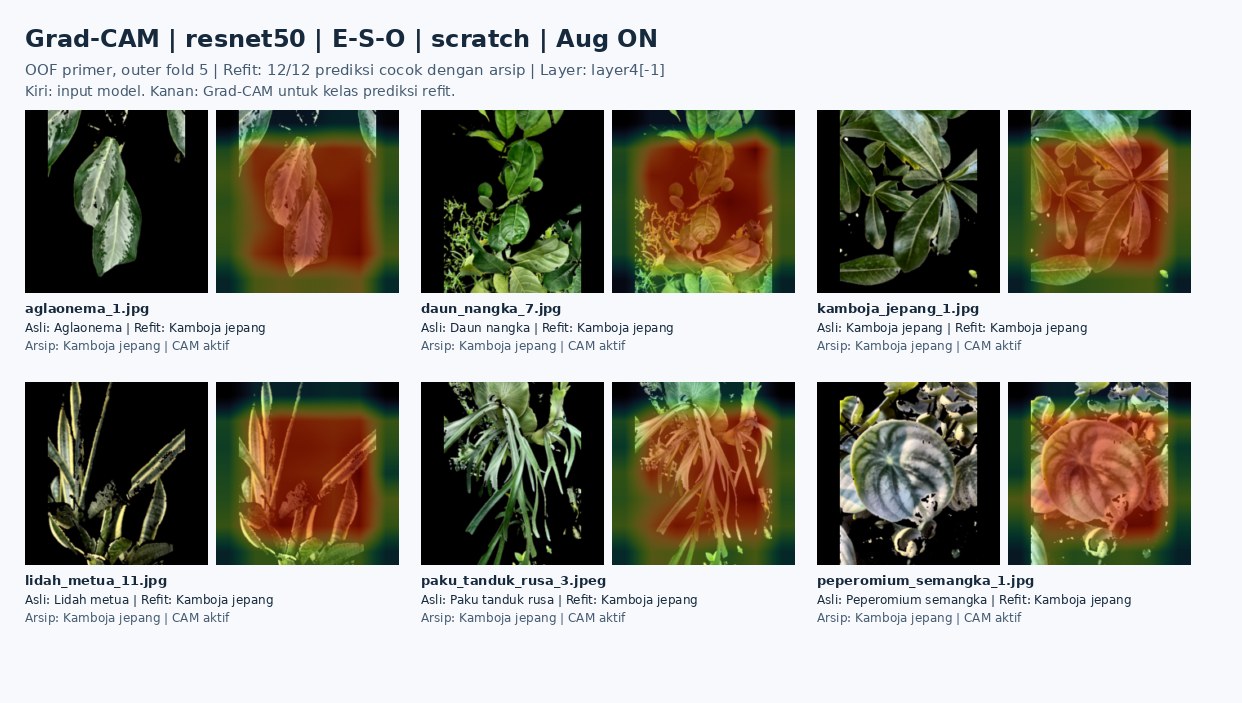 Grad-CAM | resnet50 | E-S-O | scratch | Aug ON
OOF primer, outer fold 5 | Refit: 12/12 prediksi cocok dengan arsip | Layer: layer4[-1]
Kiri: input model. Kanan: Grad-CAM untuk kelas prediksi refit.
aglaonema_1.jpg
Asli: Aglaonema | Refit: Kamboja jepang
Arsip: Kamboja jepang | CAM aktif
daun_nangka_7.jpg
Asli: Daun nangka | Refit: Kamboja jepang
Arsip: Kamboja jepang | CAM aktif
kamboja_jepang_1.jpg
Asli: Kamboja jepang | Refit: Kamboja jepang
Arsip: Kamboja jepang | CAM aktif
lidah_metua_11.jpg
Asli: Lidah metua | Refit: Kamboja jepang
Arsip: Kamboja jepang | CAM aktif
paku_tanduk_rusa_3.jpeg
Asli: Paku tanduk rusa | Refit: Kamboja jepang
Arsip: Kamboja jepang | CAM aktif
peperomium_semangka_1.jpg
Asli: Peperomium semangka | Refit: Kamboja jepang
Arsip: Kamboja jepang | CAM aktif